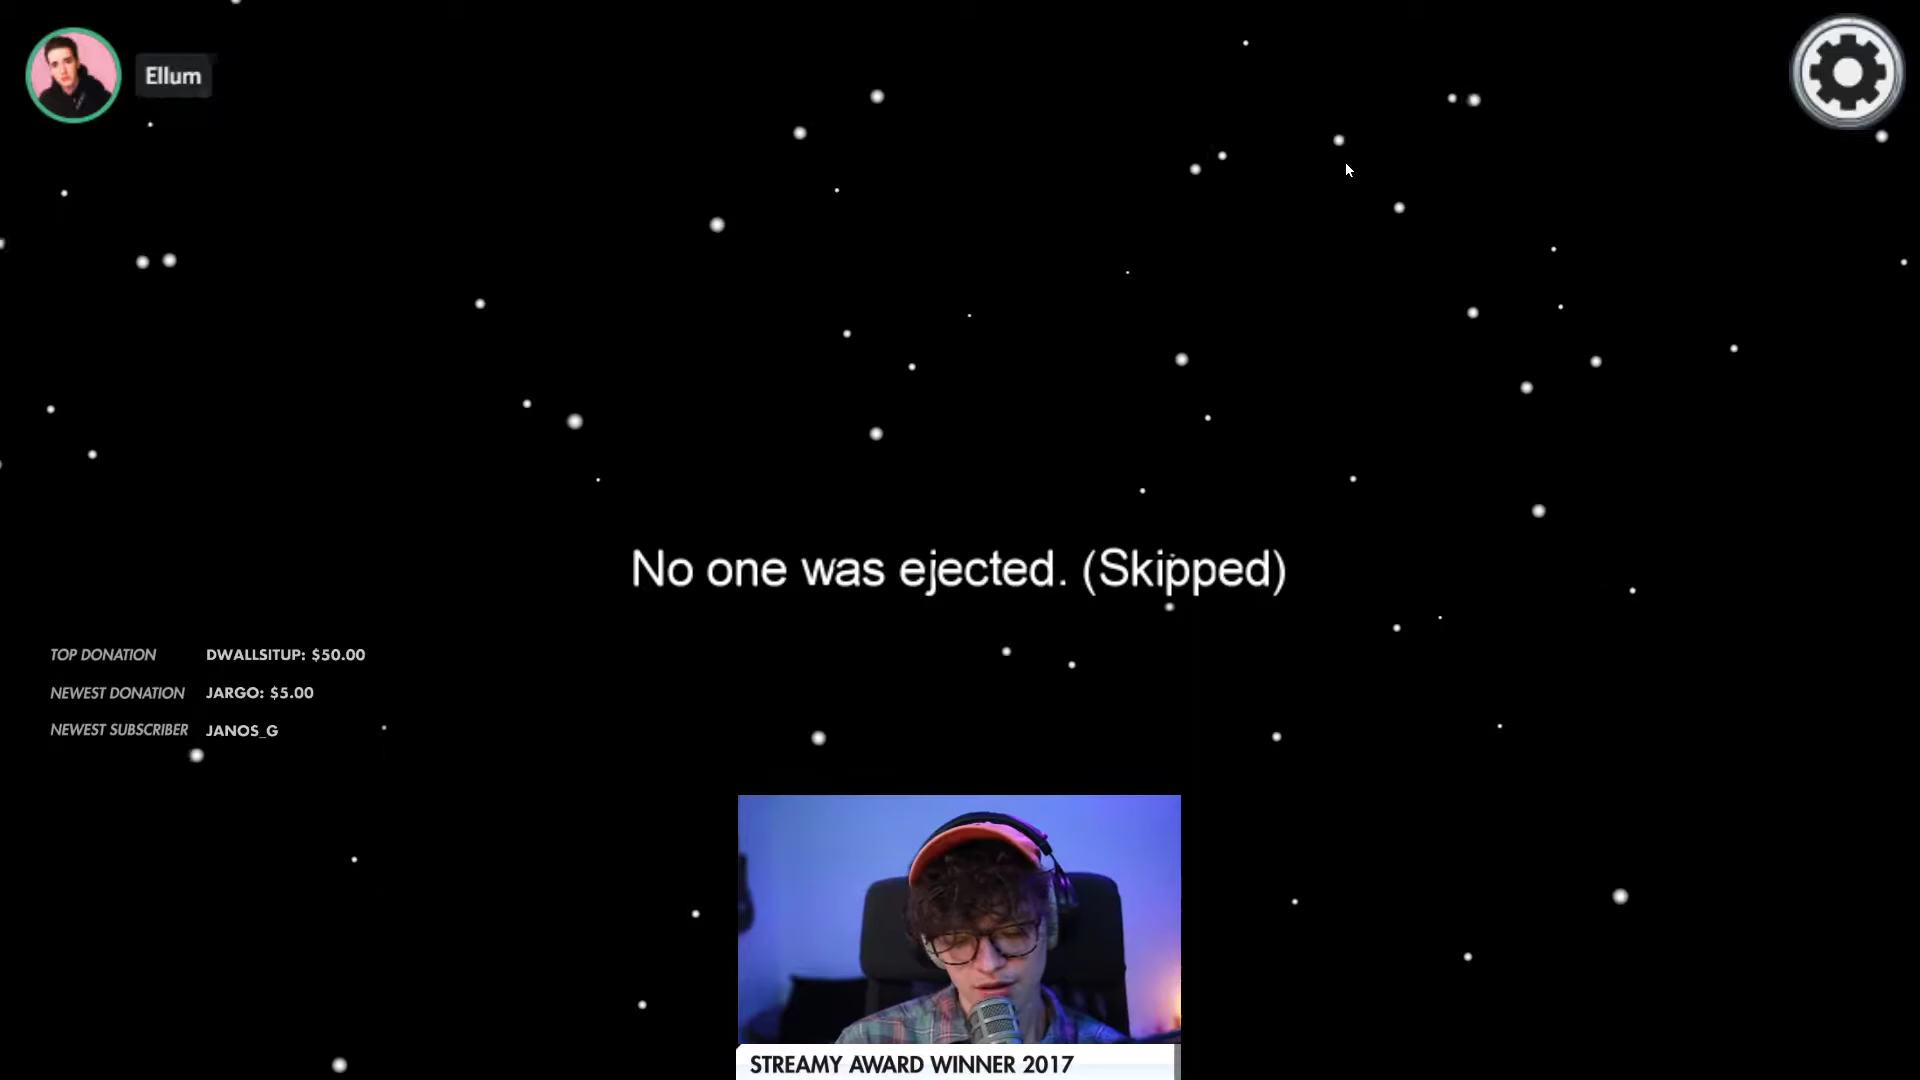 Ellum
No one was ejected. (Skipped)
TOP DONATION DWALLSITUP: $50.00
NEWEST DONATION JARGO: $5.00
NEWEST SUBSCRIBER JANOS_G
STREAMY AWARD WINNER 2017